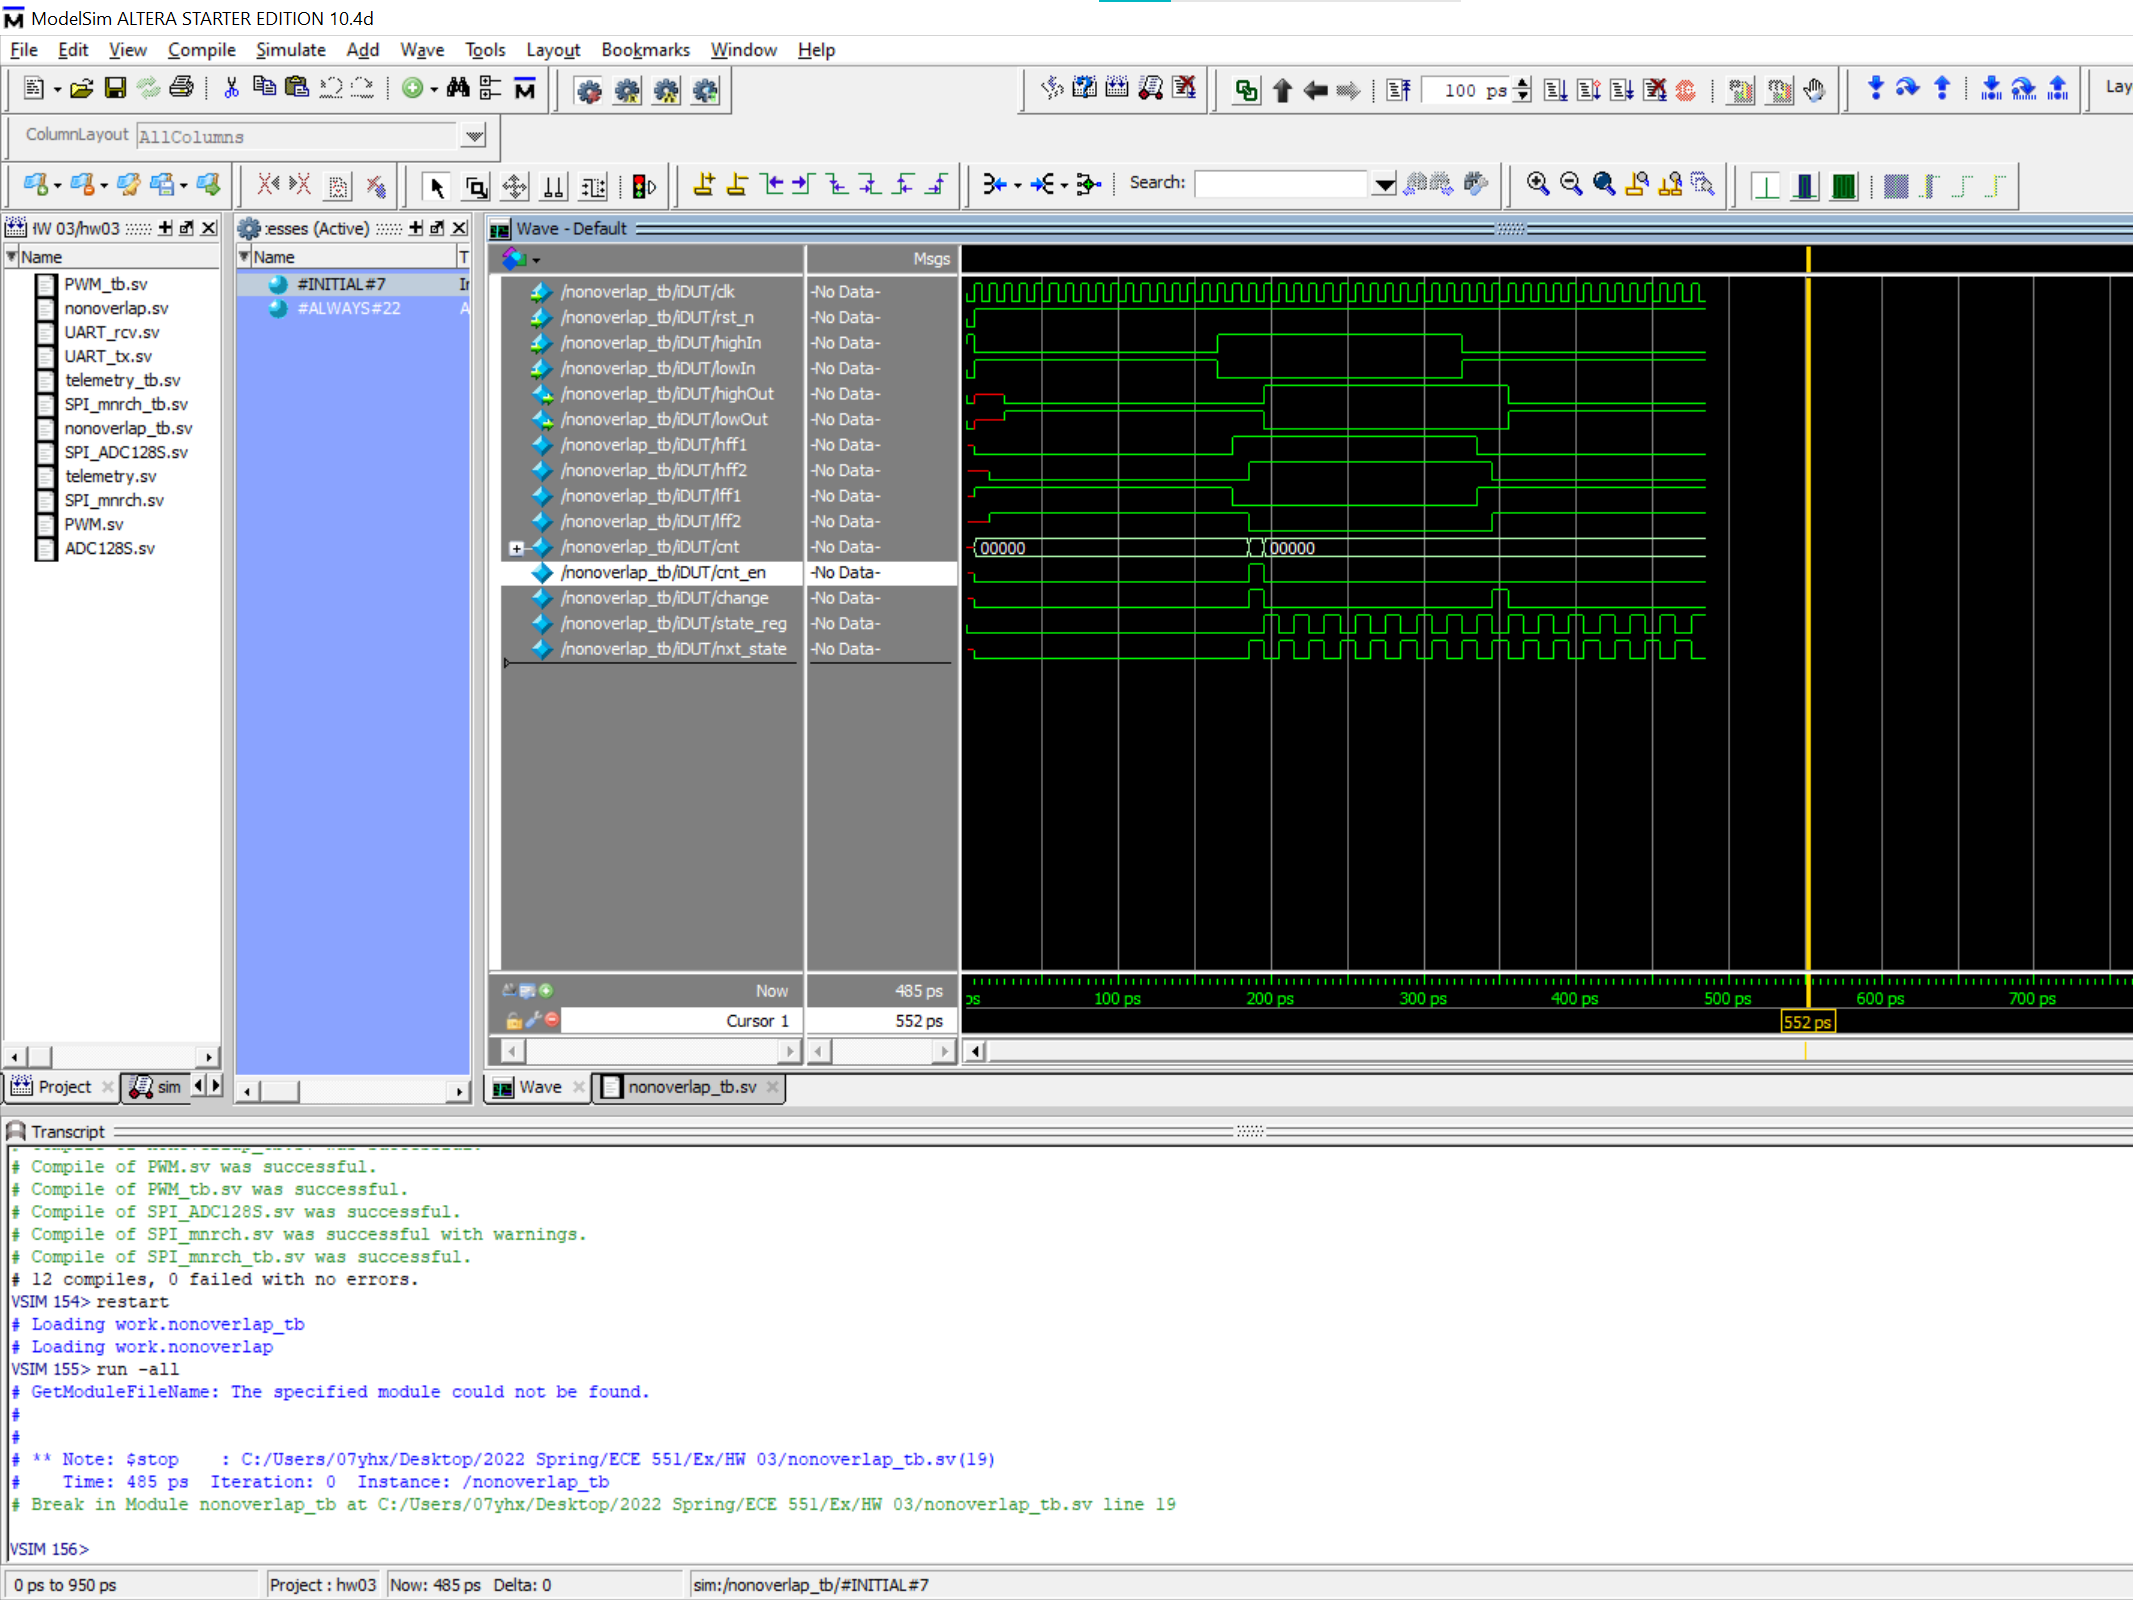 ModelSim ALTERA STARTER EDITION 10.4d
File Edit View Compile Simulate Add Wave Tools Layout Bookmarks Window Help
100 ps
Lay
ColumnLayout AllColumns
Search:
IW 03/hw03
Name
PWM_tb.sv
nonoverlap.sv
UART_rcv.sv
UART_tx.sv
telemetry_tb.sv
SPI_mnrch_tb.sv
nonoverlap_tb.sv
SPI_ADC128S.sv
telemetry.sv
SPI_mnrch.sv
PWM.sv
ADC128S.sv
Project
sim
:esses (Active)
Name T
#INITIAL#7 Ir
#ALWAYS#22 A
Wave - Default
Msgs
/nonoverlap_tb/iDUT/clk -No Data-
/nonoverlap_tb/iDUT/rst_n -No Data-
/nonoverlap_tb/iDUT/highIn -No Data-
/nonoverlap_tb/iDUT/lowIn -No Data-
/nonoverlap_tb/iDUT/highOut -No Data-
/nonoverlap_tb/iDUT/lowOut -No Data-
/nonoverlap_tb/iDUT/hff1 -No Data-
/nonoverlap_tb/iDUT/hff2 -No Data-
/nonoverlap_tb/iDUT/lff1 -No Data-
/nonoverlap_tb/iDUT/lff2 -No Data-
/nonoverlap_tb/iDUT/cnt -No Data- 00000 00000
/nonoverlap_tb/iDUT/cnt_en -No Data-
/nonoverlap_tb/iDUT/change -No Data-
/nonoverlap_tb/iDUT/state_reg -No Data-
/nonoverlap_tb/iDUT/nxt_state -No Data-
Now 485 ps
ps 100 ps 200 ps 300 ps 400 ps 500 ps 600 ps 700 ps
Cursor 1 552 ps
552 ps
Wave
nonoverlap_tb.sv
Transcript
# Compile of PWM.sv was successful.
# Compile of PWM_tb.sv was successful.
# Compile of SPI_ADC128S.sv was successful.
# Compile of SPI_mnrch.sv was successful with warnings.
# Compile of SPI_mnrch_tb.sv was successful.
# 12 compiles, 0 failed with no errors.
VSIM 154> restart
# Loading work.nonoverlap_tb
# Loading work.nonoverlap
VSIM 155> run -all
# GetModuleFileName: The specified module could not be found.
#
#
# ** Note: $stop : C:/Users/07yhx/Desktop/2022 Spring/ECE 551/Ex/HW 03/nonoverlap_tb.sv(19)
# Time: 485 ps Iteration: 0 Instance: /nonoverlap_tb
# Break in Module nonoverlap_tb at C:/Users/07yhx/Desktop/2022 Spring/ECE 551/Ex/HW 03/nonoverlap_tb.sv line 19
VSIM 156>
0 ps to 950 ps
Project : hw03
Now: 485 ps Delta: 0
sim:/nonoverlap_tb/#INITIAL#7